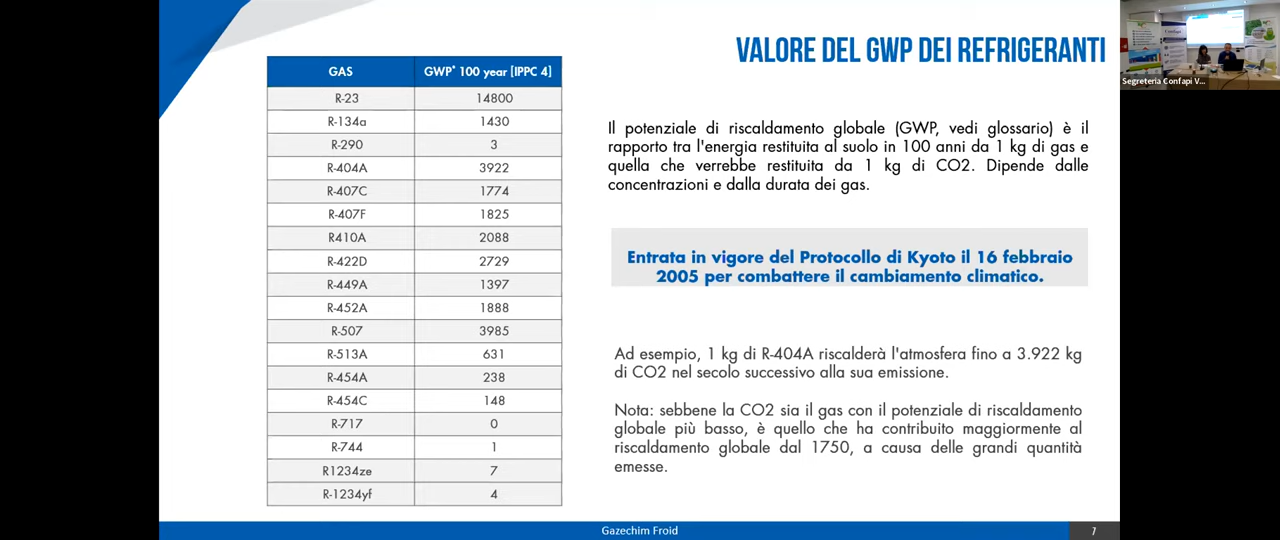 VALORE DEL GWP DEI REFRIGERANTI
GAS GWP* 100 year [IPPC 4]
R-23 14800
R-134a 1430
R-290 3
R-404A 3922
R-407C 1774
R-407F 1825
R410A 2088
R-422D 2729
R-449A 1397
R-452A 1888
R-507 3985
R-513A 631
R-454A 238
R-454C 148
R-717 0
R-744 1
R1234ze 7
R-1234yf 4
Il potenziale di riscaldamento globale (GWP, vedi glossario) è il
rapporto tra l'energia restituita al suolo in 100 anni da 1 kg di gas e
quella che verrebbe restituita da 1 kg di CO2. Dipende dalle
concentrazioni e dalla durata dei gas.
Entrata in vigore del Protocollo di Kyoto il 16 febbraio
2005 per combattere il cambiamento climatico.
Ad esempio, 1 kg di R-404A riscalderà l'atmosfera fino a 3.922 kg
di CO2 nel secolo successivo alla sua emissione.
Nota: sebbene la CO2 sia il gas con il potenziale di riscaldamento
globale più basso, è quello che ha contribuito maggiormente al
riscaldamento globale dal 1750, a causa delle grandi quantità
emesse.
Gazechim Froid
7
Segreteria Confapi V...